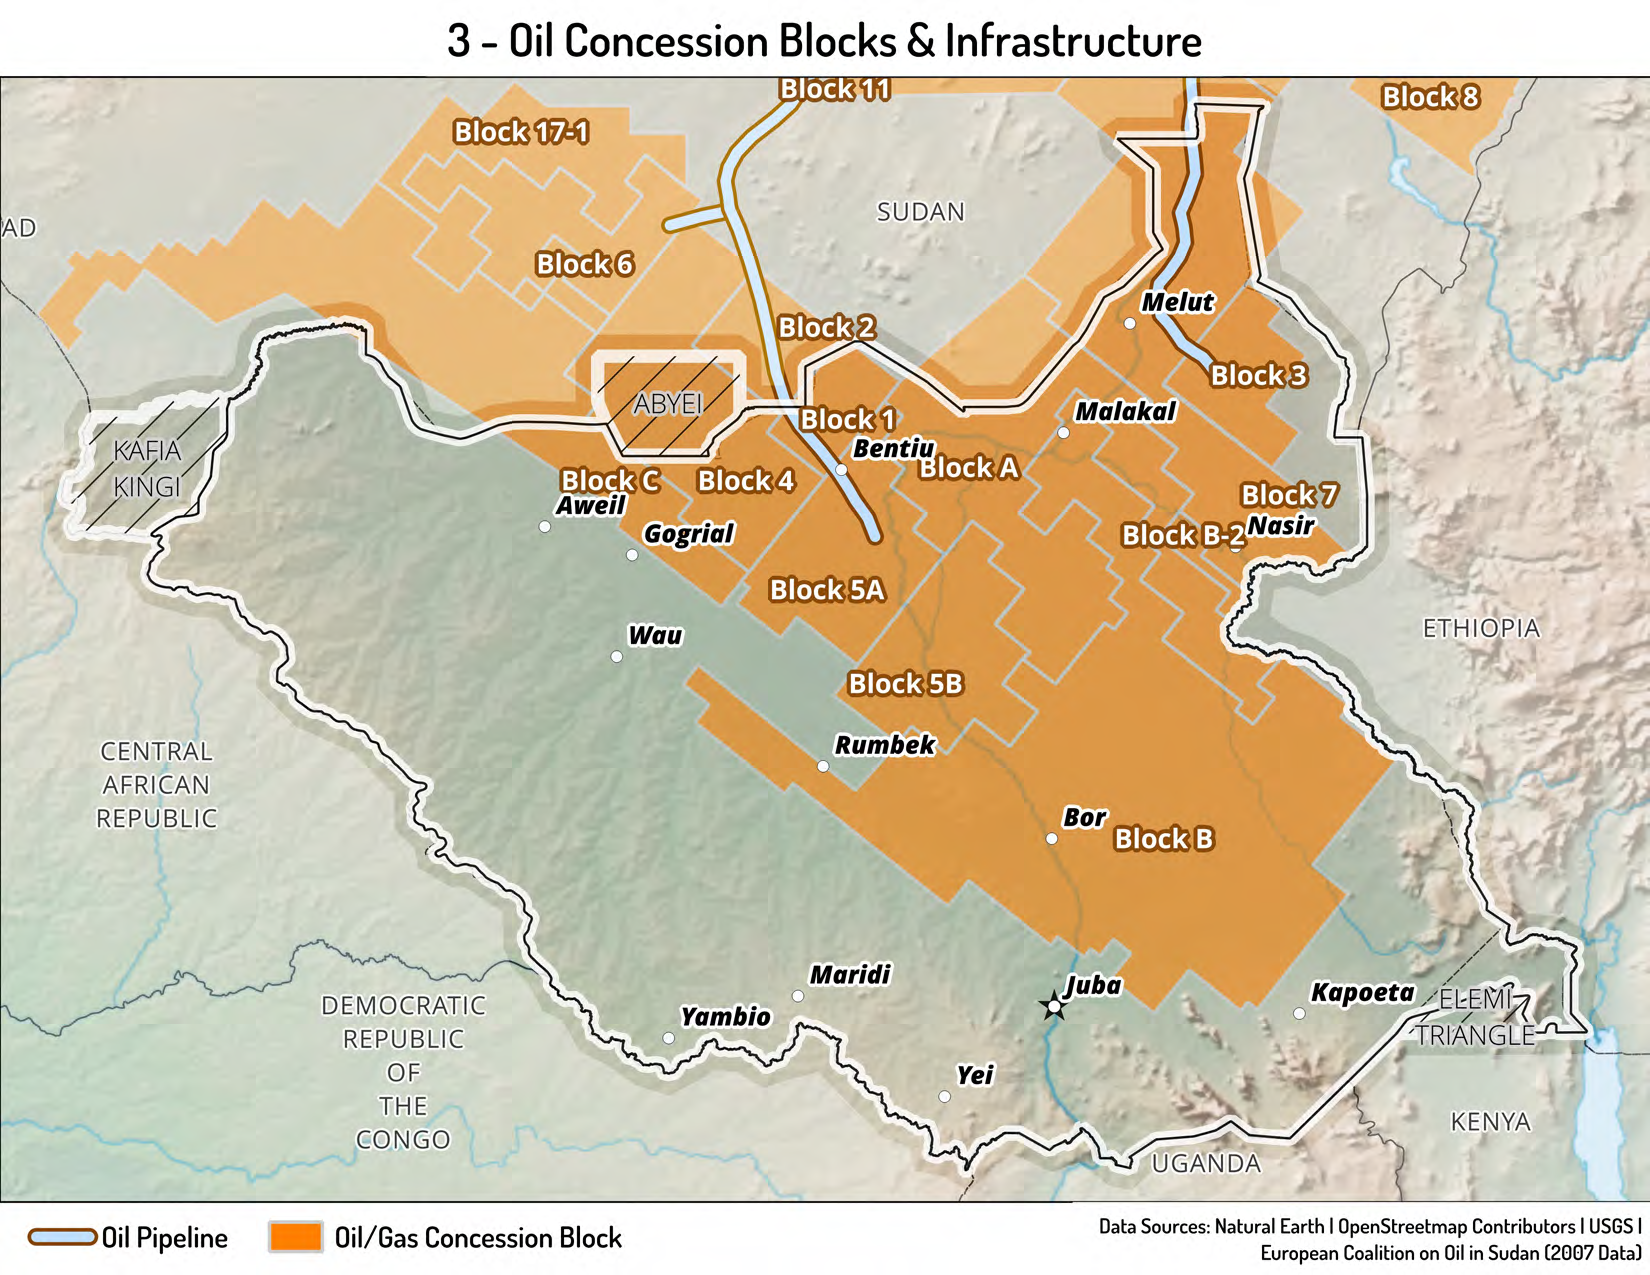 3 - Oil Concession Blocks & Infrastructure
Block 11
Block 8
Block 17-1
SUDAN
AD
Block 6
Melut
Block 2
Block 3
ABYEI
Malakal
Block 1
KAFIA
KINGI
Bentiu
Block A
Block C
Block 4
Block 7
Aweil
Nasir
Gogrial
Block B-2
Block 5A
ETHIOPIA
Wau
Block 5B
Rumbek
CENTRAL
AFRICAN
REPUBLIC
Bor
Block B
Maridi
Juba
Kapoeta
ELEMI
TRIANGLE
DEMOCRATIC
REPUBLIC
OF
THE
CONGO
Yambio
Yei
KENYA
UGANDA
Oil Pipeline
Oil/Gas Concession Block
Data Sources: Natural Earth | OpenStreetmap Contributors | USGS |
European Coalition on Oil in Sudan (2007 Data)